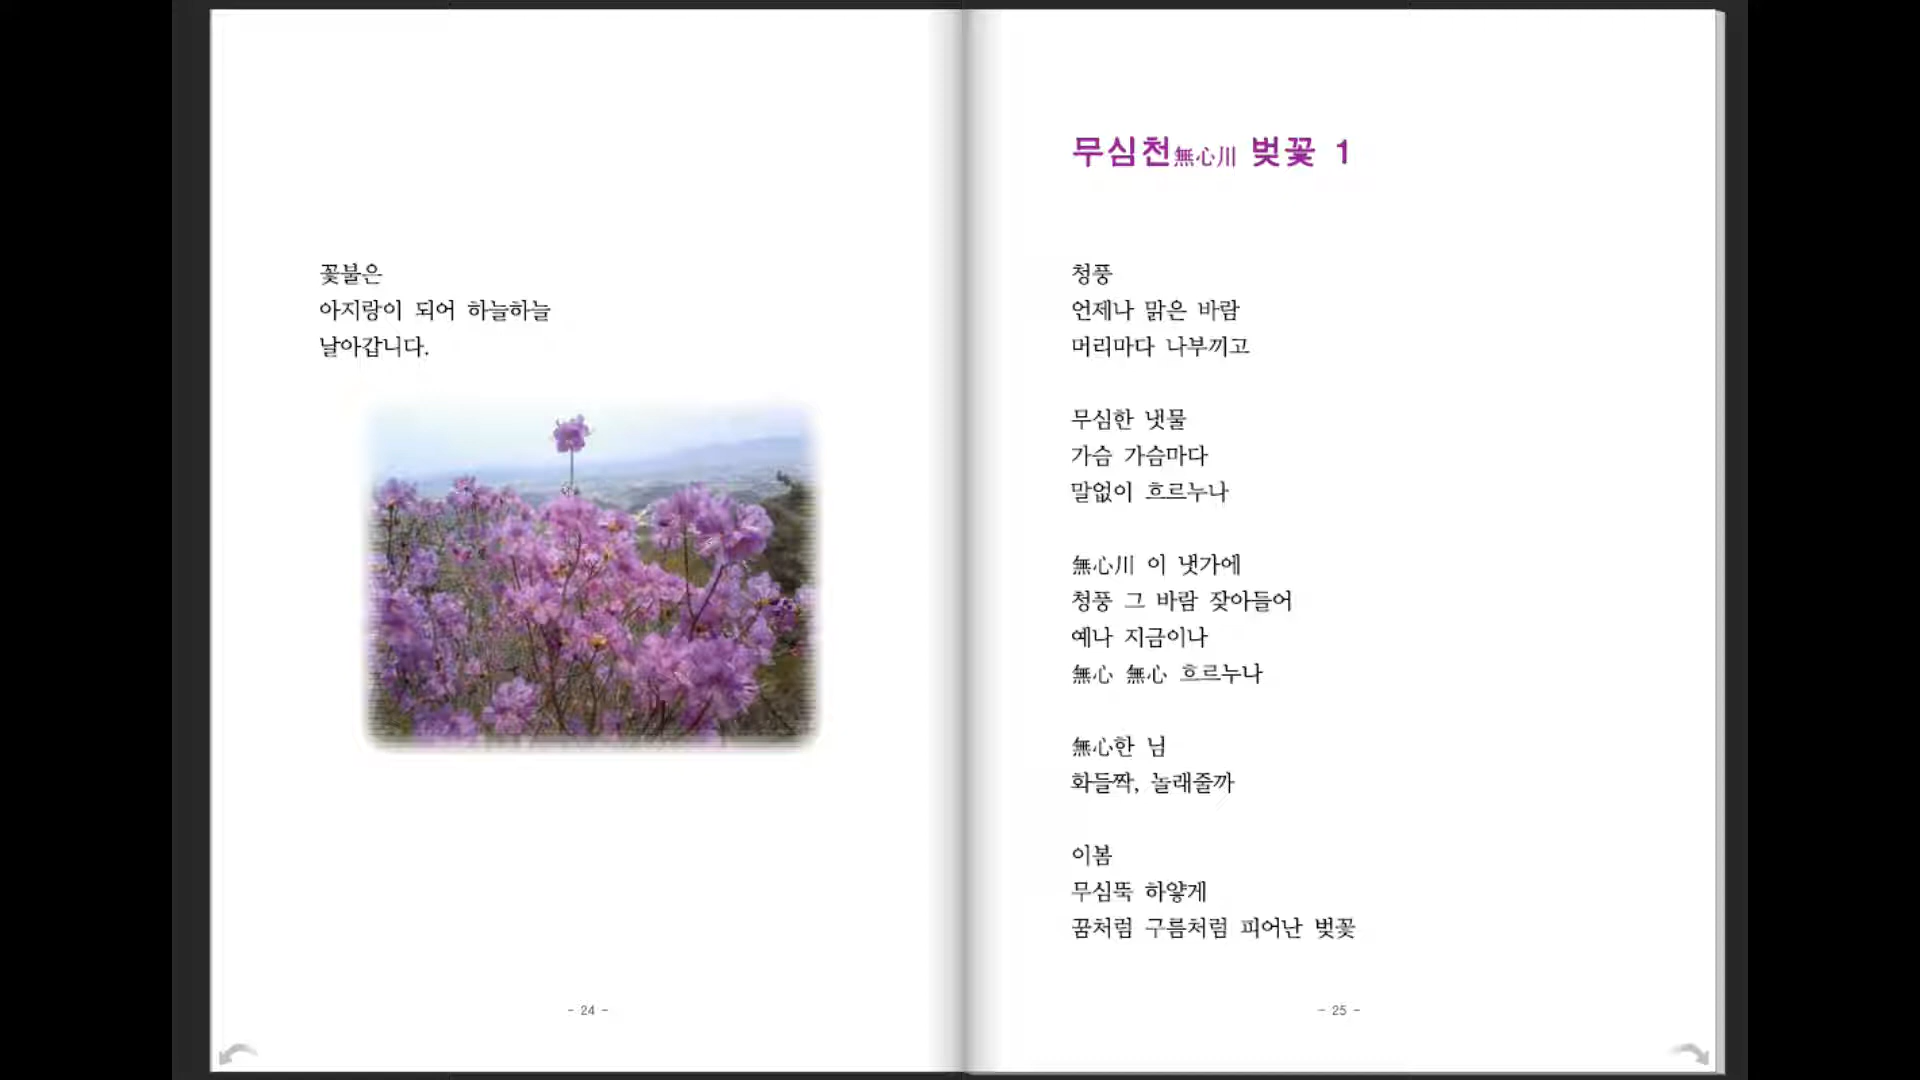 꽃불은
아지랑이 되어 하늘하늘
날아갑니다.
- 24 -
무심천無心川 벚꽃 1
청풍
언제나 맑은 바람
머리마다 나부끼고
무심한 냇물
가슴 가슴마다
말없이 흐르누나
無心川 이 냇가에
청풍 그 바람 잦아들어
예나 지금이나
無心 無心 흐르누나
無心한 님
화들짝, 놀래줄까
이봄
무심뚝 하얗게
꿈처럼 구름처럼 피어난 벚꽃
- 25 -